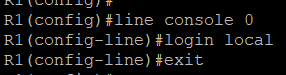 R1(config)#
R1(config)#line console 0
R1(config-line)#login local
R1(config-line)#exit